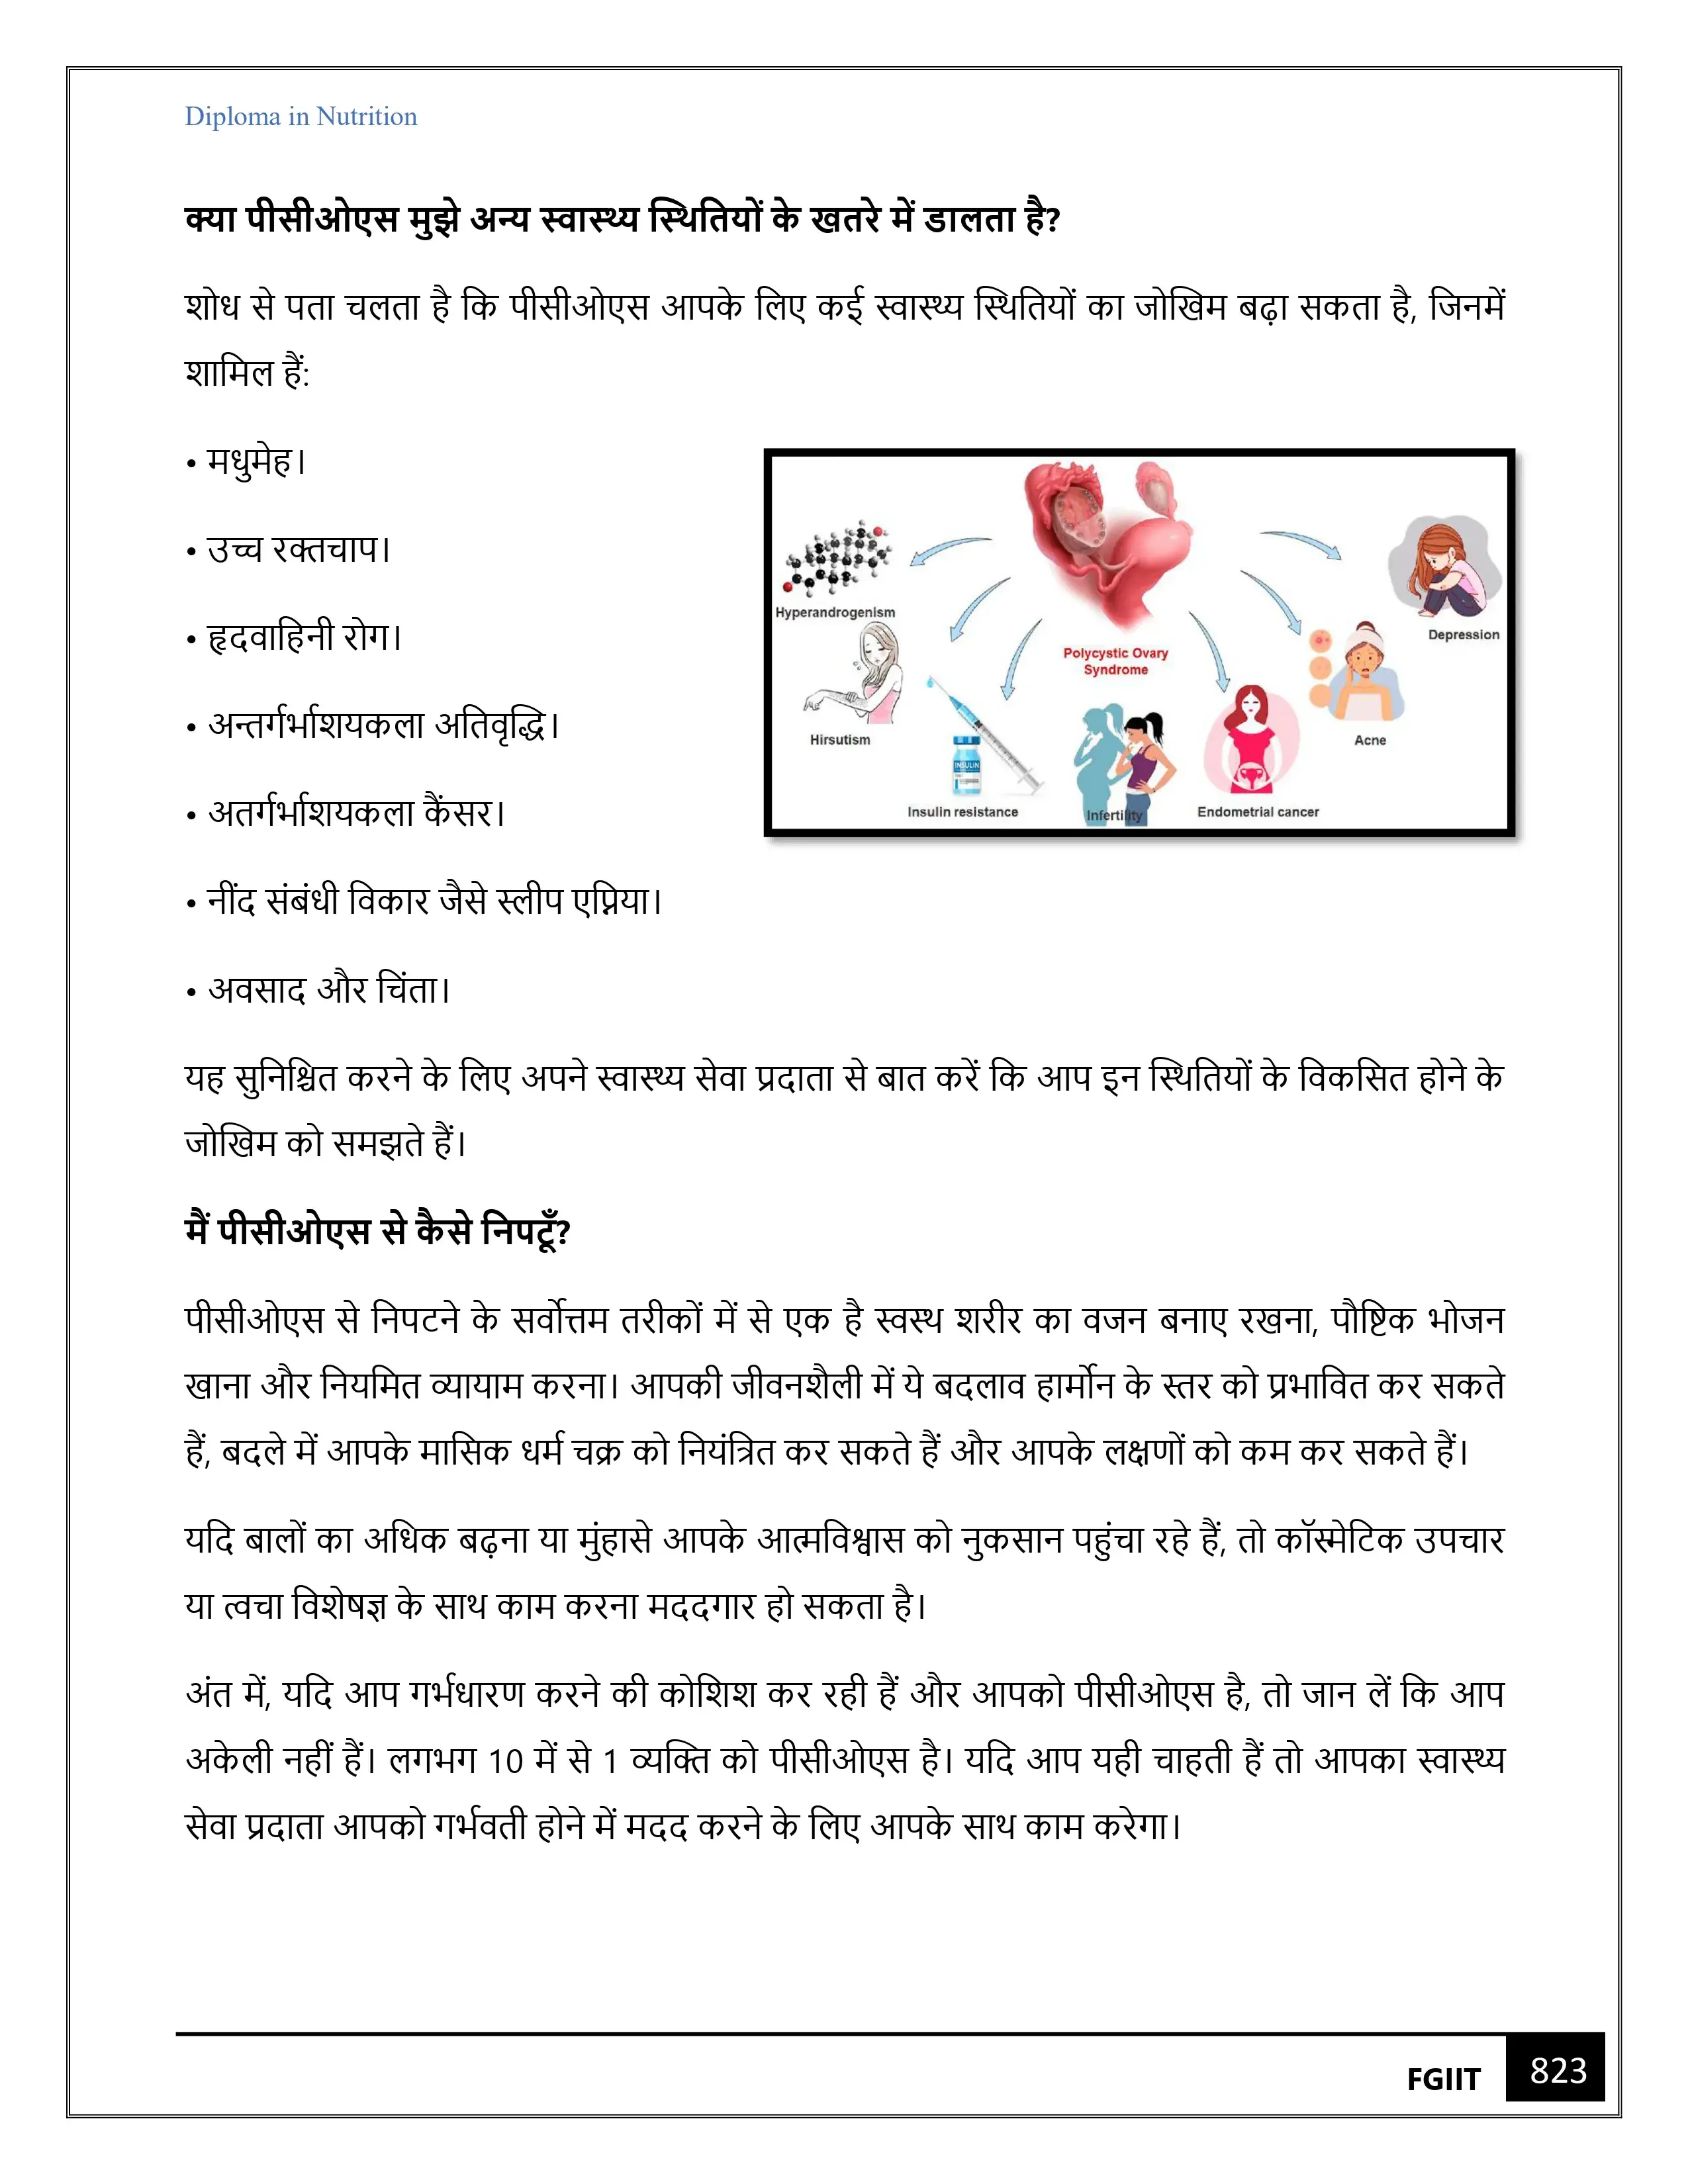 Diploma in Nutrition
क्या पीसीओएस मुझे अन्य स्वास्थ्य स्थितियों के खतरे में डालता है?
शोध से पता चलता है कि पीसीओएस आपके लिए कई स्वास्थ्य स्थितियों का जोखिम बढ़ा सकता है, जिनमें
शामिल हैं:
• मधुमेह।
• उच्च रक्तचाप।
• हृदवाहिनी रोग।
• अन्तर्गर्भाशयकला अतिवृद्धि।
• अतर्गर्भाशयकला कैंसर।
• नींद संबंधी विकार जैसे स्लीप एप्निया।
• अवसाद और चिंता।
Hyperandrogenism
Hirsutism
Polycystic Ovary
Syndrome
INSULIN
Insulin resistance
Infertility
Endometrial cancer
Acne
Depression
यह सुनिश्चित करने के लिए अपने स्वास्थ्य सेवा प्रदाता से बात करें कि आप इन स्थितियों के विकसित होने के
जोखिम को समझते हैं।
मैं पीसीओएस से कैसे निपटूँ?
पीसीओएस से निपटने के सर्वोत्तम तरीकों में से एक है स्वस्थ शरीर का वजन बनाए रखना, पौष्टिक भोजन
खाना और नियमित व्यायाम करना। आपकी जीवनशैली में ये बदलाव हार्मोन के स्तर को प्रभावित कर सकते
हैं, बदले में आपके मासिक धर्म चक्र को नियंत्रित कर सकते हैं और आपके लक्षणों को कम कर सकते हैं।
यदि बालों का अधिक बढ़ना या मुंहासे आपके आत्मविश्वास को नुकसान पहुंचा रहे हैं, तो कॉस्मेटिक उपचार
या त्वचा विशेषज्ञ के साथ काम करना मददगार हो सकता है।
अंत में, यदि आप गर्भधारण करने की कोशिश कर रही हैं और आपको पीसीओएस है, तो जान लें कि आप
अकेली नहीं हैं। लगभग 10 में से 1 व्यक्ति को पीसीओएस है। यदि आप यही चाहती हैं तो आपका स्वास्थ्य
सेवा प्रदाता आपको गर्भवती होने में मदद करने के लिए आपके साथ काम करेगा।
FGIIT
823